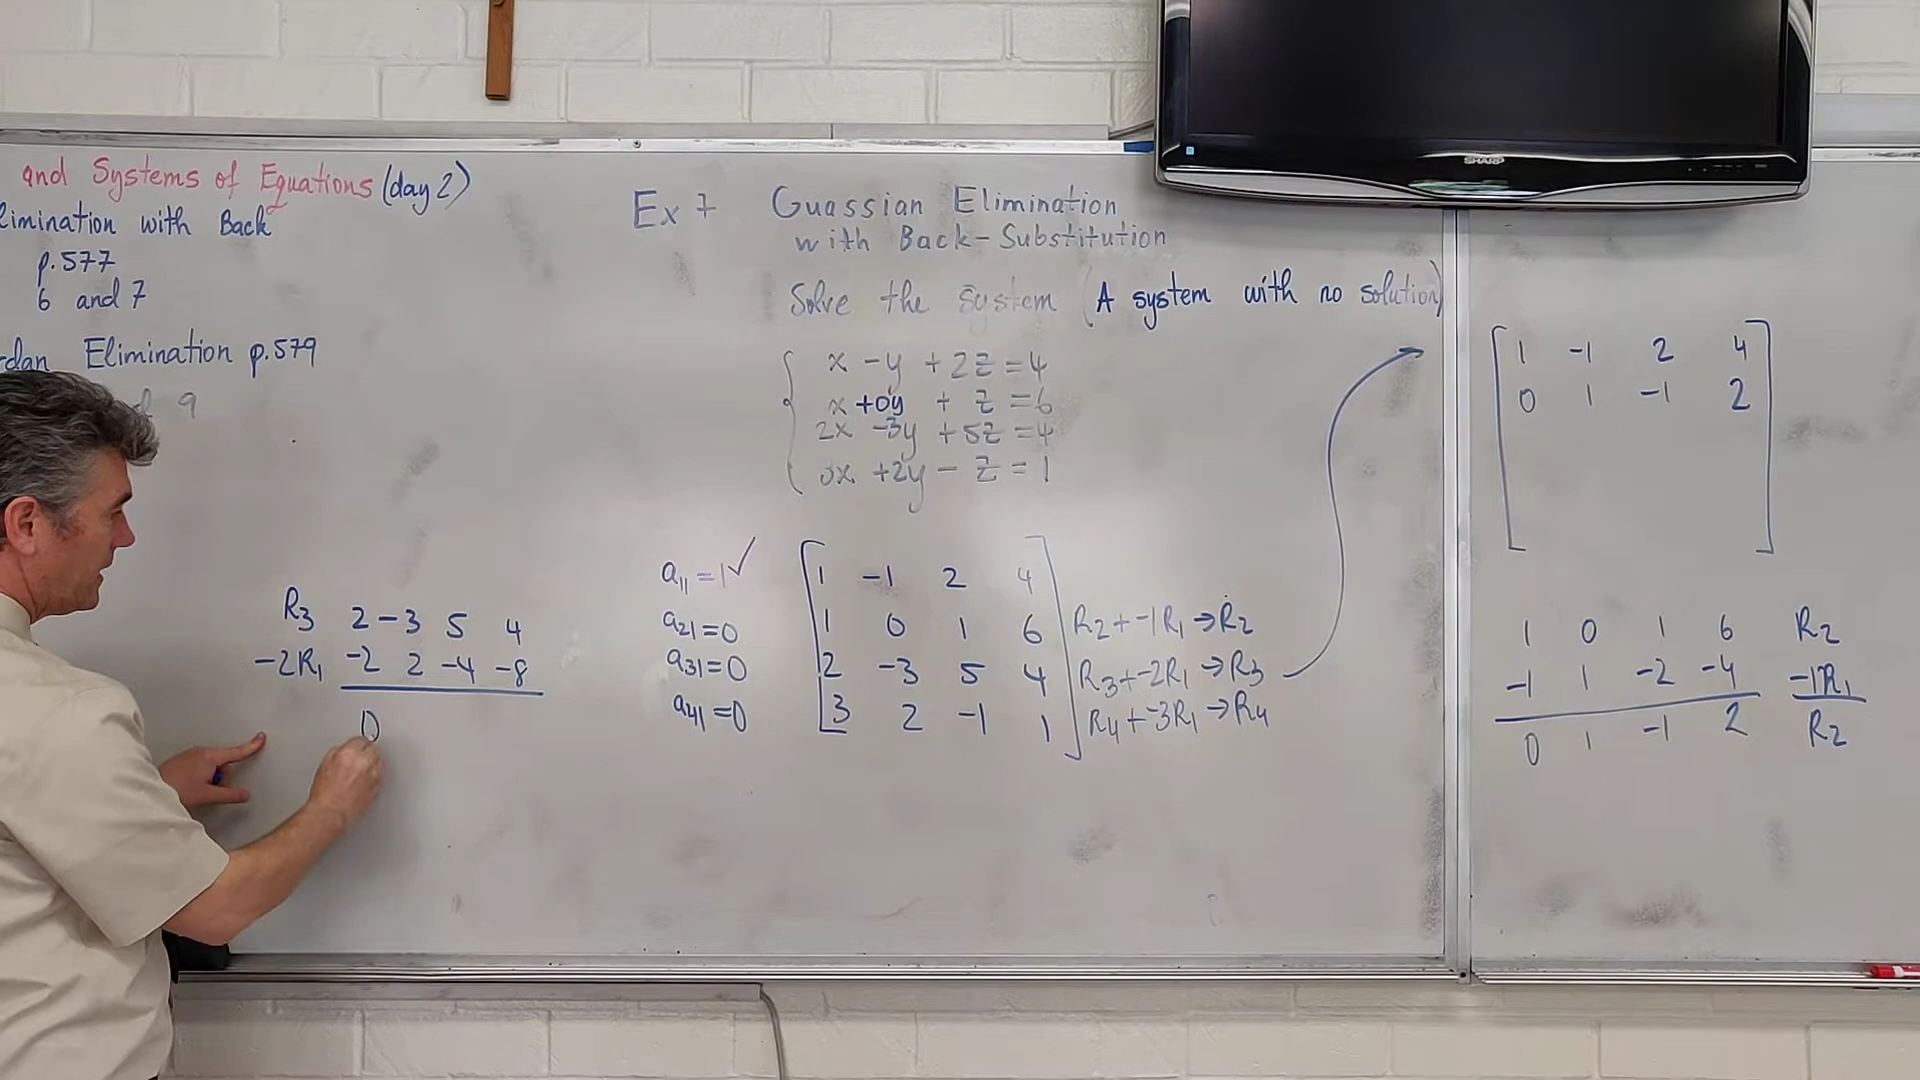 and Systems of Equations (day 2)
limination with Back
p.577
6 and 7
rdan Elimination p.579
9
Ex 7 Guassian Elimination
with Back-Substitution
Solve the system (A system with no solution)
x -y +2z =4
x +0y + z =6
2x -3y +5z =4
3x +2y - z = 1
a11 =1✓ 1 -1 2 4
a21=0 1 0 1 6 R2+-1R1→R2
a31=0 2 -3 5 4 R3+-2R1→R3
a41=0 3 2 -1 1 R4+-3R1→R4
R3 2 -3 5 4
-2R1 -2 2 -4 -8
0
SHARP
1 -1 2 4
0 1 -1 2
1 0 1 6 R2
-1 1 -2 -4 -1R1
0 1 -1 2 R2